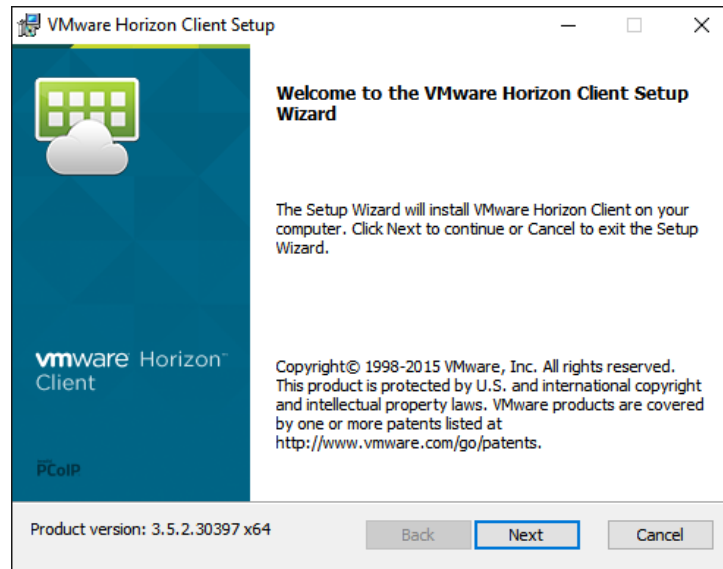 VMware Horizon Client Setup
Welcome to the VMware Horizon Client Setup
Wizard
The Setup Wizard will install VMware Horizon Client on your
computer. Click Next to continue or Cancel to exit the Setup
Wizard.
vmware Horizon™
Client
Copyright© 1998-2015 VMware, Inc. All rights reserved.
This product is protected by U.S. and international copyright
and intellectual property laws. VMware products are covered
by one or more patents listed at
http://www.vmware.com/go/patents.
PCoIP
Product version: 3.5.2.30397 x64
Back
Next
Cancel